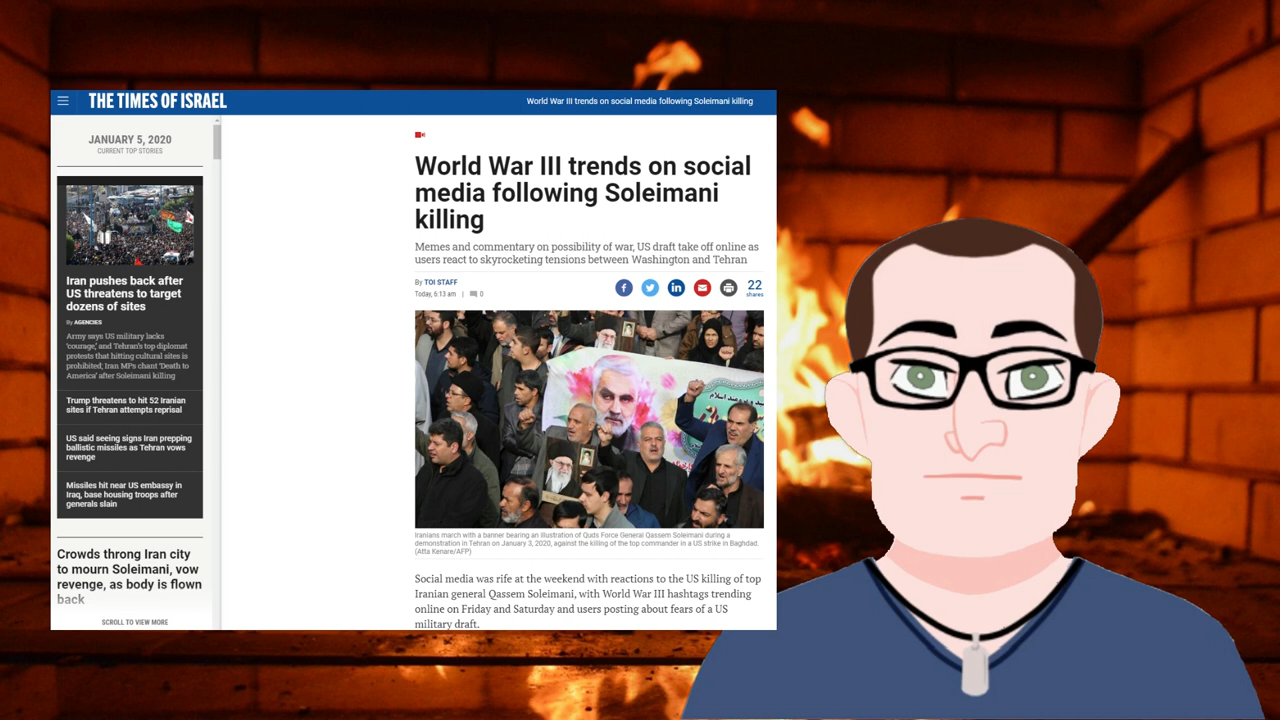 THE TIMES OF ISRAEL
World War III trends on social media following Soleimani killing
JANUARY 5, 2020
CURRENT TOP STORIES
Iran pushes back after
US threatens to target
dozens of sites
By AGENCIES
Army says US military lacks
'courage,' and Tehran's top diplomat
protests that hitting cultural sites is
prohibited; Iran MPs chant 'Death to
America' after Soleimani killing
Trump threatens to hit 52 Iranian
sites if Tehran attempts reprisal
US said seeing signs Iran prepping
ballistic missiles as Tehran vows
revenge
Missiles hit near US embassy in
Iraq, base housing troops after
generals slain
Crowds throng Iran city
to mourn Soleimani, vow
revenge, as body is flown
back
SCROLL TO VIEW MORE
World War III trends on social
media following Soleimani
killing
Memes and commentary on possibility of war, US draft take off online as
users react to skyrocketing tensions between Washington and Tehran
By TOI STAFF
Today, 6:13 am | 0
22
shares
Iranians march with a banner bearing an illustration of Quds Force General Qassem Soleimani during a
demonstration in Tehran on January 3, 2020, against the killing of the top commander in a US strike in Baghdad.
(Atta Kenare/AFP)
Social media was rife at the weekend with reactions to the US killing of top
Iranian general Qassem Soleimani, with World War III hashtags trending
online on Friday and Saturday and users posting about fears of a US
military draft.